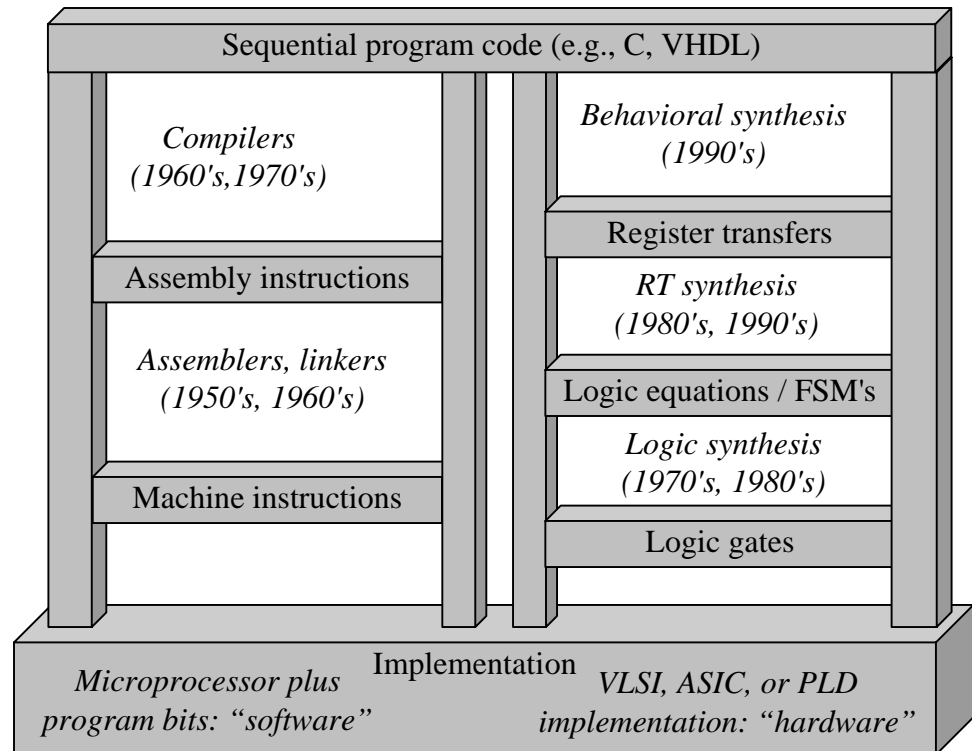 Sequential program code (e.g., C, VHDL)
Compilers
(1960's,1970's)
Assembly instructions
Assemblers, linkers
(1950's, 1960's)
Machine instructions
Behavioral synthesis
(1990's)
Register transfers
RT synthesis
(1980's, 1990's)
Logic equations / FSM's
Logic synthesis
(1970's, 1980's)
Logic gates
Implementation
Microprocessor plus
program bits: “software”
VLSI, ASIC, or PLD
implementation: “hardware”